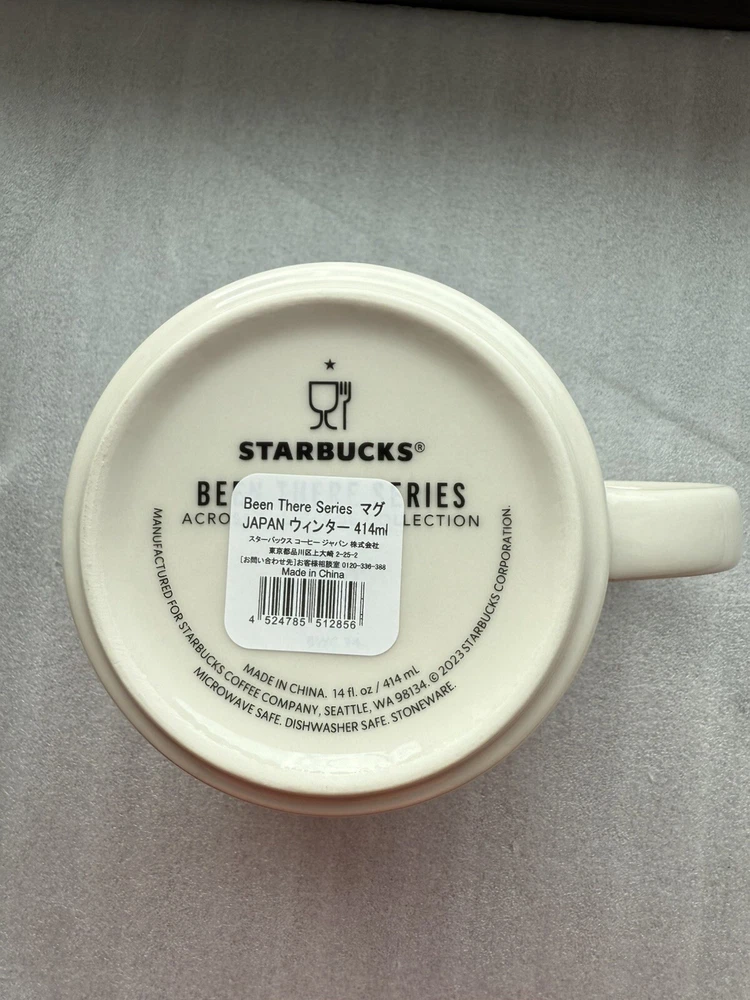 STARBUCKS®
BEEN THERE SERIES
ACRO LECTION
Been There Series マグ
JAPAN ウィンター 414ml
スターバックス コーヒー ジャパン 株式会社
東京都品川区上大崎 2-25-2
[お問い合わせ先]お客様相談室 0120-336-388
Made in China
4 524785 512856
MADE IN CHINA. 14 fl. oz / 414 mL
MANUFACTURED FOR STARBUCKS COFFEE COMPANY, SEATTLE, WA 98134. © 2023 STARBUCKS CORPORATION.
MICROWAVE SAFE. DISHWASHER SAFE. STONEWARE.